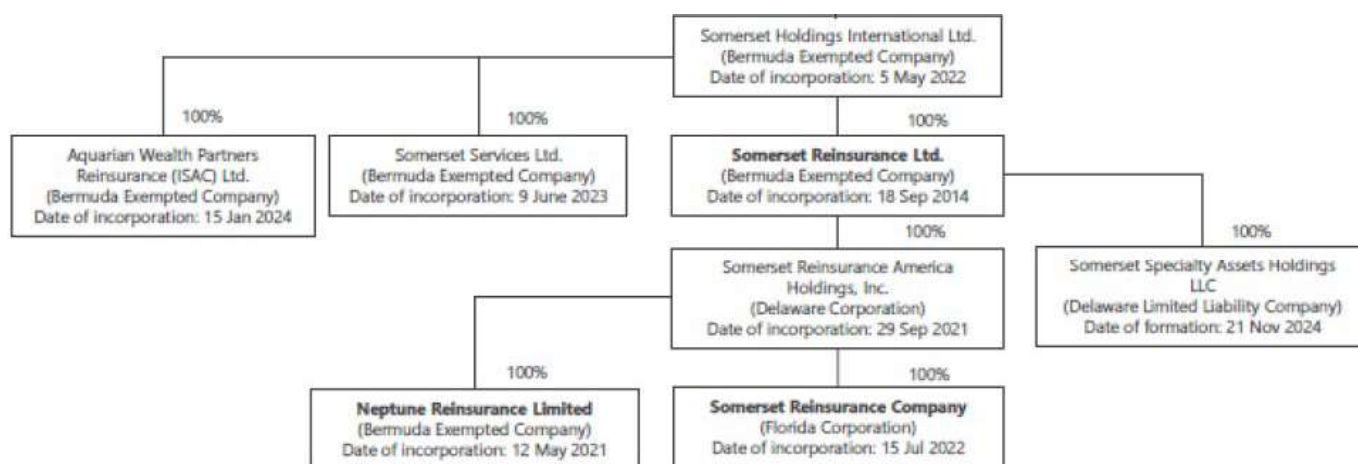 Somerset Holdings International Ltd.
(Bermuda Exempted Company)
Date of incorporation: 5 May 2022
100%
100%
100%
Aquarian Wealth Partners
Reinsurance (ISAC) Ltd.
(Bermuda Exempted Company)
Date of incorporation: 15 Jan 2024
Somerset Services Ltd.
(Bermuda Exempted Company)
Date of incorporation: 9 June 2023
Somerset Reinsurance Ltd.
(Bermuda Exempted Company)
Date of incorporation: 18 Sep 2014
100%
100%
Somerset Reinsurance America
Holdings, Inc.
(Delaware Corporation)
Date of incorporation: 29 Sep 2021
Somerset Specialty Assets Holdings
LLC
(Delaware Limited Liability Company)
Date of formation: 21 Nov 2024
100%
100%
Neptune Reinsurance Limited
(Bermuda Exempted Company)
Date of incorporation: 12 May 2021
Somerset Reinsurance Company
(Florida Corporation)
Date of incorporation: 15 Jul 2022